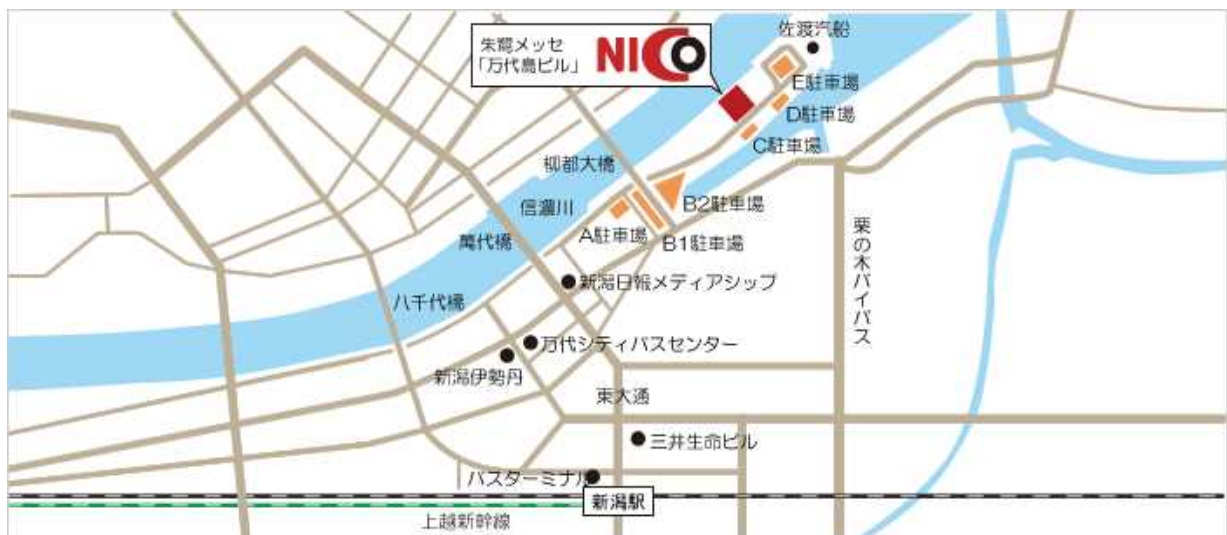 佐渡汽船
朱鷺メッセ
「万代島ビル」
NICO
E駐車場
D駐車場
C駐車場
柳都大橋
信濃川
B2駐車場
A駐車場
B1駐車場
萬代橋
新潟日報メディアシップ
八千代橋
栗の木バイパス
万代シティバスセンター
新潟伊勢丹
東大通
三井生命ビル
バスターミナル
新潟駅
上越新幹線